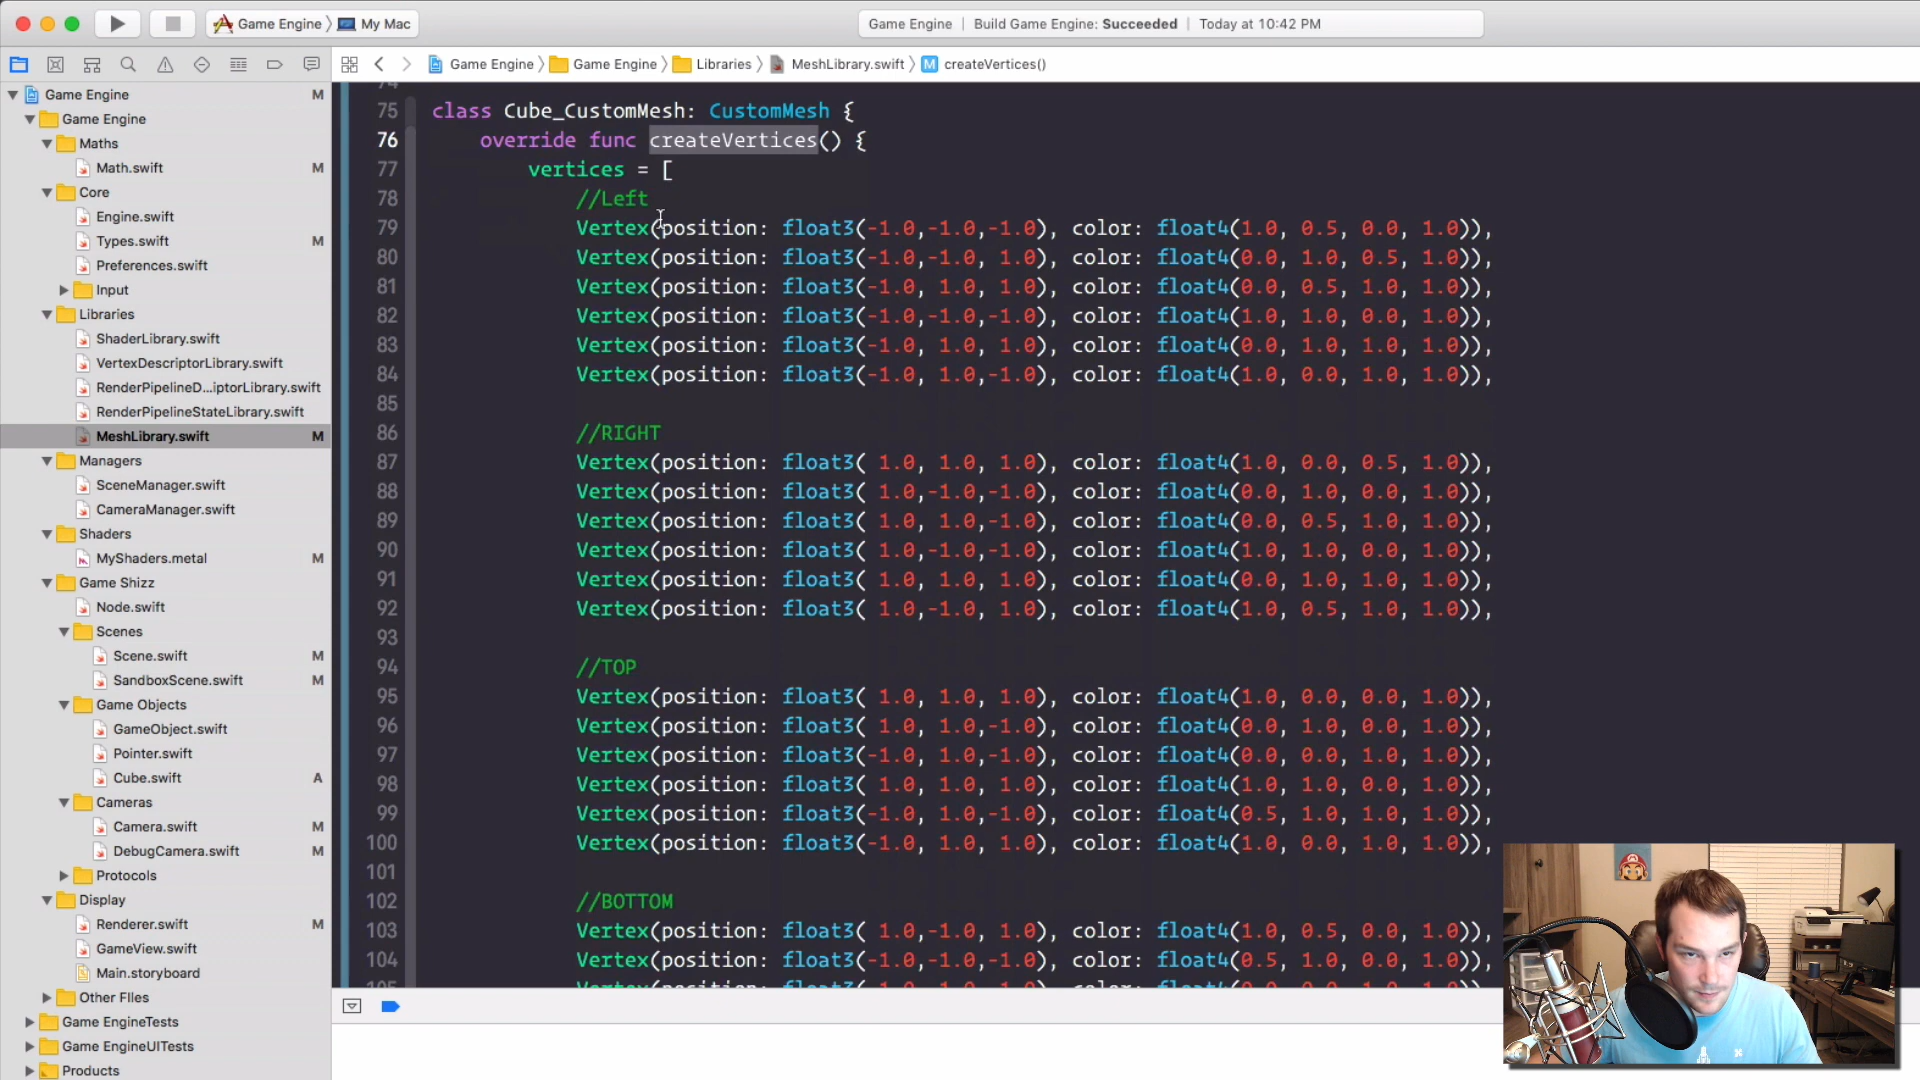 Game Engine 〉 My Mac
Game Engine | Build Game Engine: Succeeded | Today at 10:42 PM
Game Engine 〉 Game Engine 〉 Libraries 〉 MeshLibrary.swift 〉 M createVertices()
Game Engine M
Game Engine
Maths
Math.swift M
Core
Engine.swift
Types.swift M
Preferences.swift
Input
Libraries
ShaderLibrary.swift
VertexDescriptorLibrary.swift
RenderPipelineD...iptorLibrary.swift
RenderPipelineStateLibrary.swift
MeshLibrary.swift M
Managers
SceneManager.swift
CameraManager.swift
Shaders
MyShaders.metal M
Game Shizz
Node.swift
Scenes
Scene.swift M
SandboxScene.swift M
Game Objects
GameObject.swift
Pointer.swift
Cube.swift A
Cameras
Camera.swift M
DebugCamera.swift M
Protocols
Display
Renderer.swift M
GameView.swift
Main.storyboard
Other FIles
Game EngineTests
Game EngineUITests
Products
75 class Cube_CustomMesh: CustomMesh {
76 override func createVertices() {
77 vertices = [
78 //Left
79 Vertex(position: float3(-1.0,-1.0,-1.0), color: float4(1.0, 0.5, 0.0, 1.0)),
80 Vertex(position: float3(-1.0,-1.0, 1.0), color: float4(0.0, 1.0, 0.5, 1.0)),
81 Vertex(position: float3(-1.0, 1.0, 1.0), color: float4(0.0, 0.5, 1.0, 1.0)),
82 Vertex(position: float3(-1.0,-1.0,-1.0), color: float4(1.0, 1.0, 0.0, 1.0)),
83 Vertex(position: float3(-1.0, 1.0, 1.0), color: float4(0.0, 1.0, 1.0, 1.0)),
84 Vertex(position: float3(-1.0, 1.0,-1.0), color: float4(1.0, 0.0, 1.0, 1.0)),
85
86 //RIGHT
87 Vertex(position: float3( 1.0, 1.0, 1.0), color: float4(1.0, 0.0, 0.5, 1.0)),
88 Vertex(position: float3( 1.0,-1.0,-1.0), color: float4(0.0, 1.0, 0.0, 1.0)),
89 Vertex(position: float3( 1.0, 1.0,-1.0), color: float4(0.0, 0.5, 1.0, 1.0)),
90 Vertex(position: float3( 1.0,-1.0,-1.0), color: float4(1.0, 1.0, 0.0, 1.0)),
91 Vertex(position: float3( 1.0, 1.0, 1.0), color: float4(0.0, 1.0, 1.0, 1.0)),
92 Vertex(position: float3( 1.0,-1.0, 1.0), color: float4(1.0, 0.5, 1.0, 1.0)),
93
94 //TOP
95 Vertex(position: float3( 1.0, 1.0, 1.0), color: float4(1.0, 0.0, 0.0, 1.0)),
96 Vertex(position: float3( 1.0, 1.0,-1.0), color: float4(0.0, 1.0, 0.0, 1.0)),
97 Vertex(position: float3(-1.0, 1.0,-1.0), color: float4(0.0, 0.0, 1.0, 1.0)),
98 Vertex(position: float3( 1.0, 1.0, 1.0), color: float4(1.0, 1.0, 0.0, 1.0)),
99 Vertex(position: float3(-1.0, 1.0,-1.0), color: float4(0.5, 1.0, 1.0, 1.0)),
100 Vertex(position: float3(-1.0, 1.0, 1.0), color: float4(1.0, 0.0, 1.0, 1.0)),
101
102 //BOTTOM
103 Vertex(position: float3( 1.0,-1.0, 1.0), color: float4(1.0, 0.5, 0.0, 1.0)),
104 Vertex(position: float3(-1.0,-1.0,-1.0), color: float4(0.5, 1.0, 0.0, 1.0)),